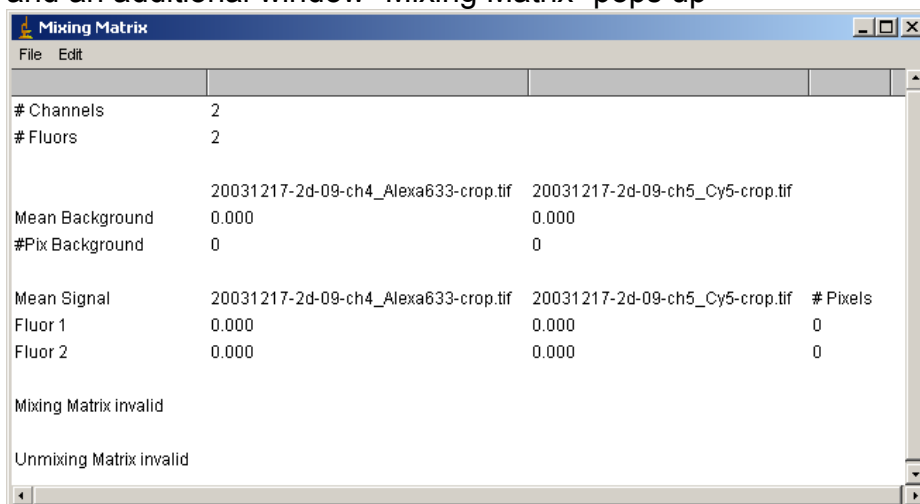 and an additional window "Mixing Matrix" pops up
Mixing Matrix
File Edit
# Channels 2
# Fluors 2
20031217-2d-09-ch4_Alexa633-crop.tif 20031217-2d-09-ch5_Cy5-crop.tif
Mean Background 0.000 0.000
#Pix Background 0 0
Mean Signal 20031217-2d-09-ch4_Alexa633-crop.tif 20031217-2d-09-ch5_Cy5-crop.tif # Pixels
Fluor 1 0.000 0.000 0
Fluor 2 0.000 0.000 0
Mixing Matrix invalid
Unmixing Matrix invalid